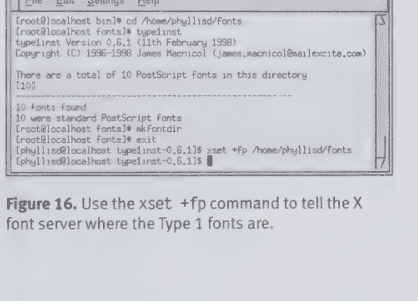 File Edit Settings Help
[root@localhost bin]# cd /home/phyllisd/fonts
[root@localhost fonts]# type1inst
type1inst Version 0.6.1 (11th February 1998)
Copyright (C) 1996-1998 James Macnicol (james.macnicol@mailexcite.com)
There are a total of 10 PostScript fonts in this directory
[10]
--------------------------------------------------------------
10 fonts found
10 were standard PostScript fonts
[root@localhost fonts]# mkfontdir
[root@localhost fonts]# exit
[phyllisd@localhost type1inst-0.6.1]$ xset +fp /home/phyllisd/fonts
[phyllisd@localhost type1inst-0.6.1]$
Figure 16. Use the xset +fp command to tell the X
font server where the Type 1 fonts are.